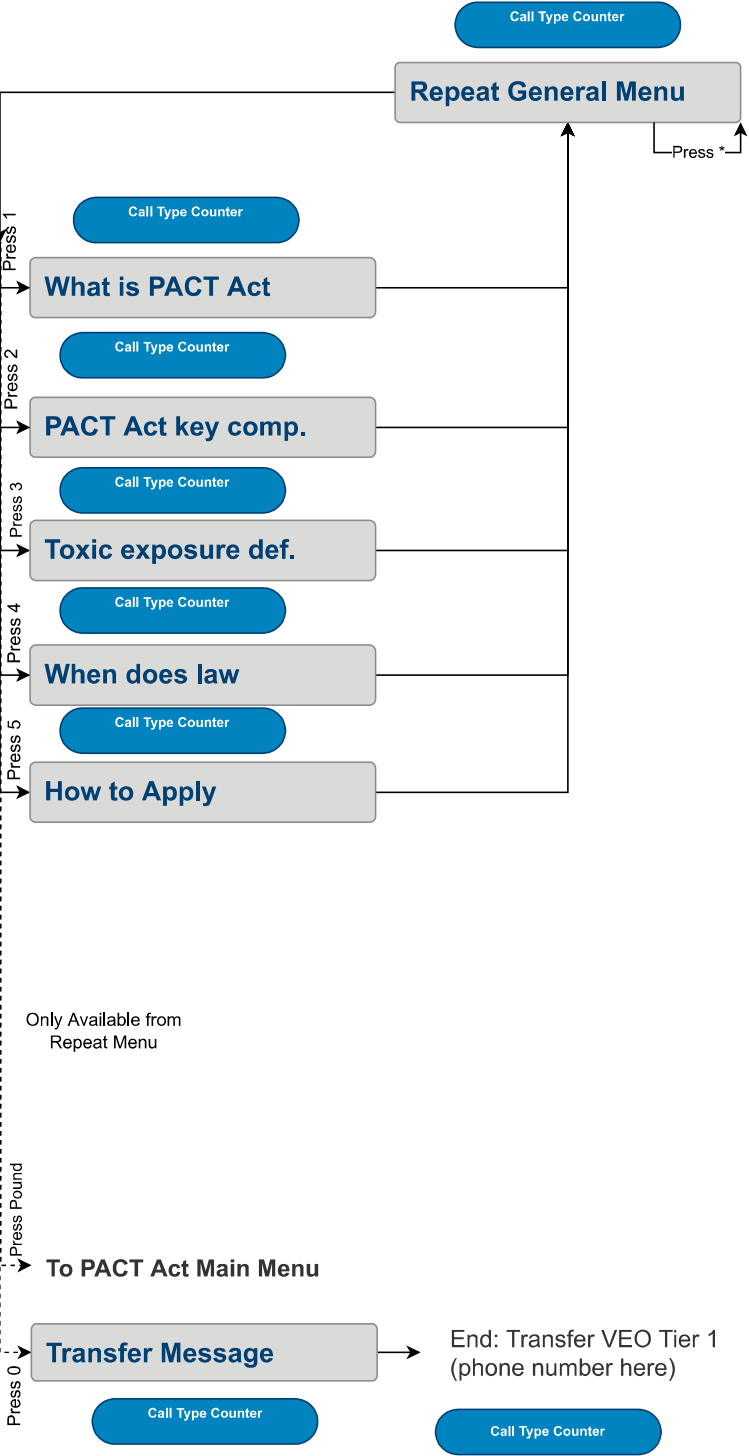 Call Type Counter
Repeat General Menu
Press *
Call Type Counter
Press 1
What is PACT Act
Call Type Counter
Press 2
PACT Act key comp.
Call Type Counter
Press 3
Toxic exposure def.
Call Type Counter
Press 4
When does law
Call Type Counter
Press 5
How to Apply
Only Available from
Repeat Menu
Press Pound
To PACT Act Main Menu
Press 0
Transfer Message
End: Transfer VEO Tier 1
(phone number here)
Call Type Counter
Call Type Counter